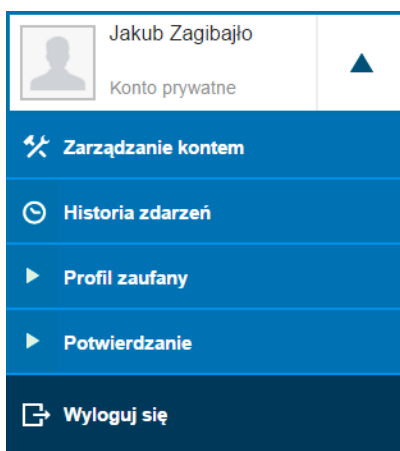 Jakub Zagibajło
Konto prywatne
Zarządzanie kontem
Historia zdarzeń
Profil zaufany
Potwierdzanie
Wyloguj się